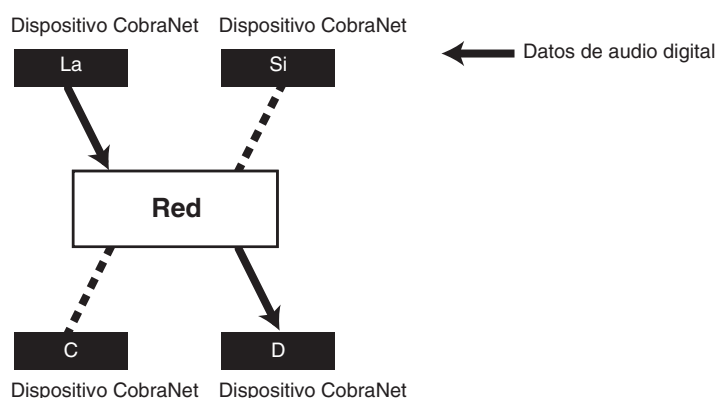 Dispositivo CobraNet Dispositivo CobraNet
Datos de audio digital
La Si
Red
C D
Dispositivo CobraNet Dispositivo CobraNet